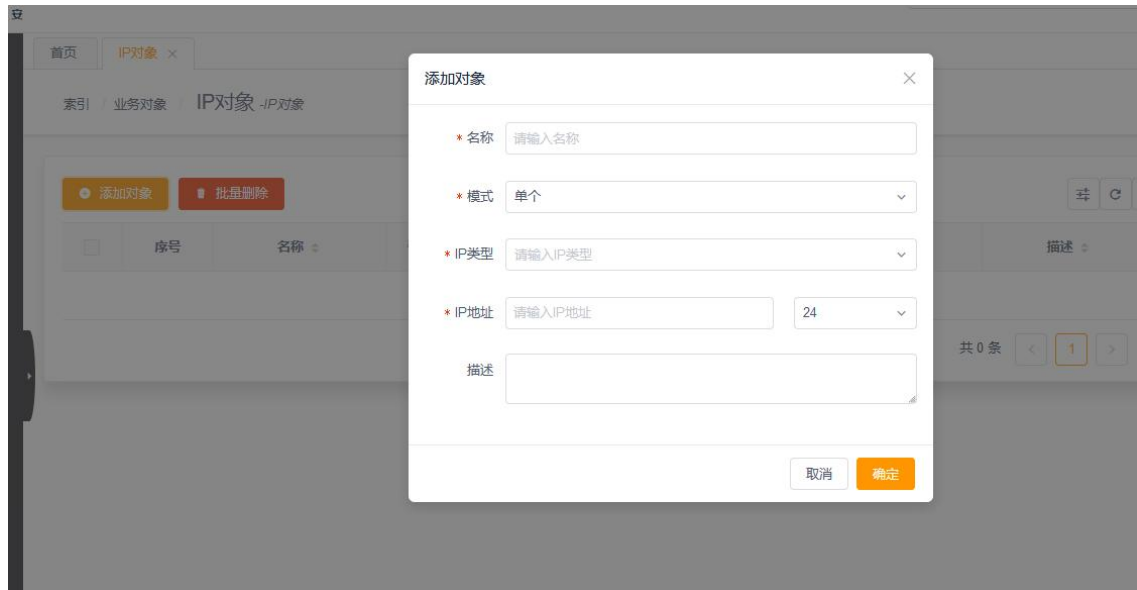 首页 IP对象 ×
索引 / 业务对象 / IP对象 -IP对象
添加对象 批量删除
序号 名称 描述
共 0 条 < 1 >
添加对象 ×
* 名称 请输入名称
* 模式 单个
* IP类型 请输入IP类型
* IP地址 请输入IP地址 24
描述
取消 确定